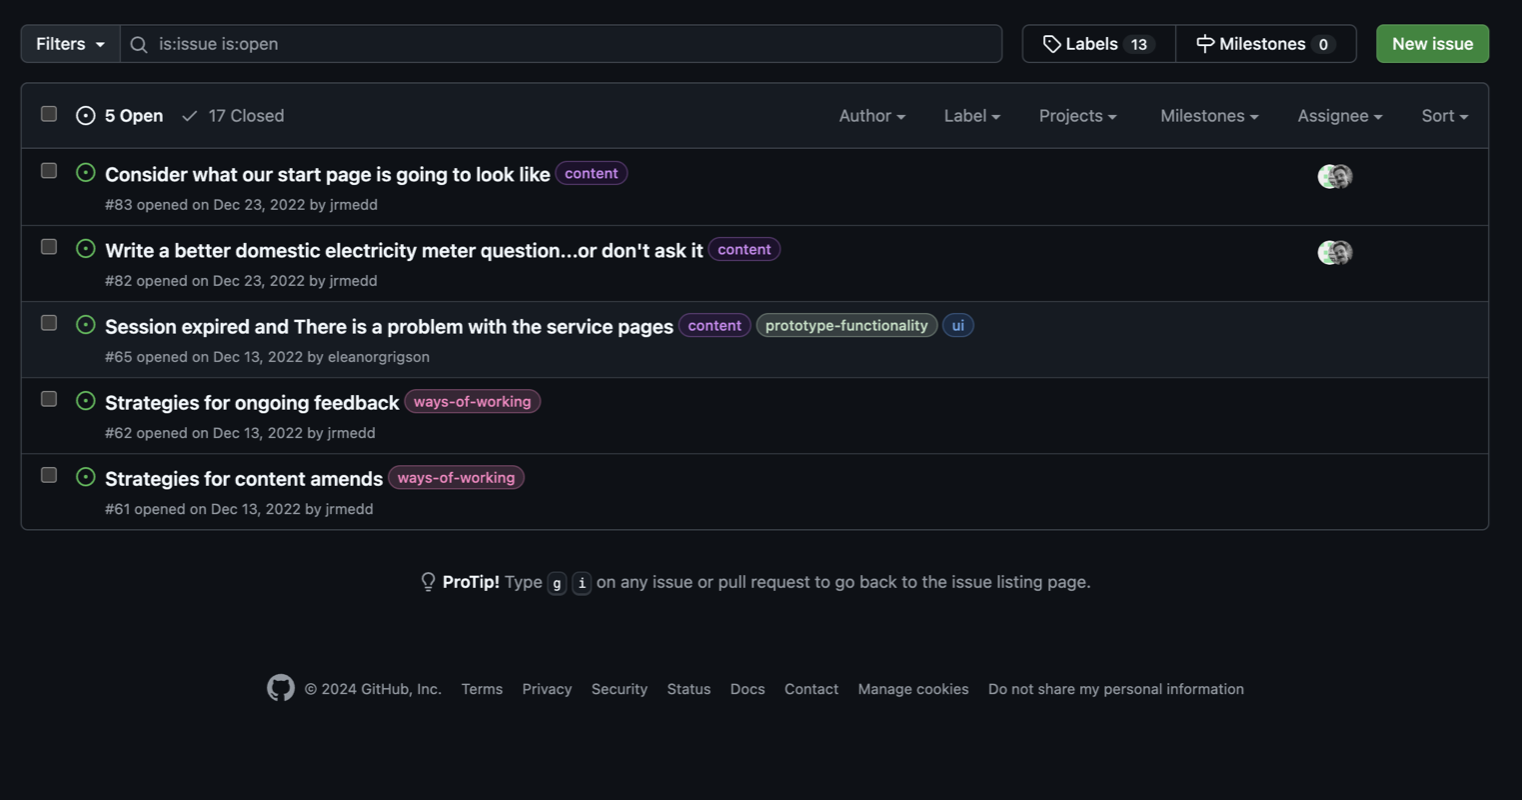 Filters is:issue is:open Labels 13 Milestones 0 New issue
5 Open 17 Closed Author Label Projects Milestones Assignee Sort
Consider what our start page is going to look like content
#83 opened on Dec 23, 2022 by jrmedd
Write a better domestic electricity meter question...or don't ask it content
#82 opened on Dec 23, 2022 by jrmedd
Session expired and There is a problem with the service pages content prototype-functionality ui
#65 opened on Dec 13, 2022 by eleanorgrigson
Strategies for ongoing feedback ways-of-working
#62 opened on Dec 13, 2022 by jrmedd
Strategies for content amends ways-of-working
#61 opened on Dec 13, 2022 by jrmedd
ProTip! Type g i on any issue or pull request to go back to the issue listing page.
© 2024 GitHub, Inc. Terms Privacy Security Status Docs Contact Manage cookies Do not share my personal information